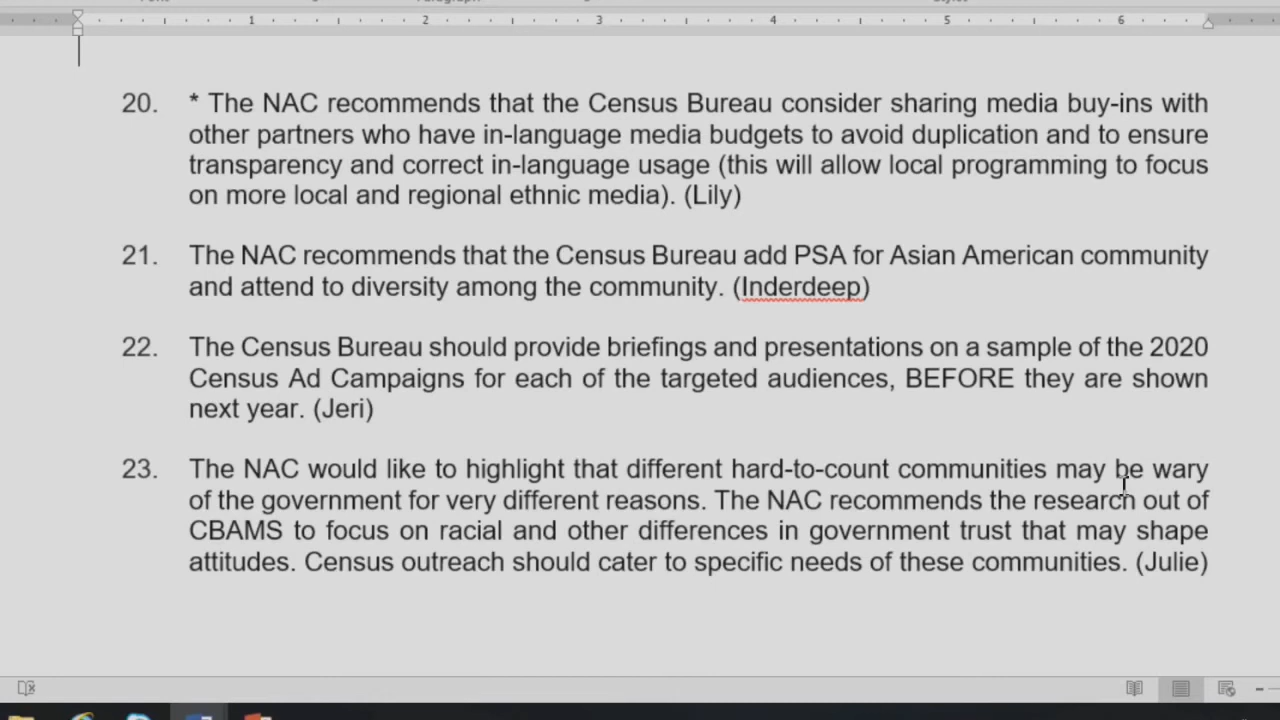 1 2 3 4 5 6
20. * The NAC recommends that the Census Bureau consider sharing media buy-ins with
other partners who have in-language media budgets to avoid duplication and to ensure
transparency and correct in-language usage (this will allow local programming to focus
on more local and regional ethnic media). (Lily)
21. The NAC recommends that the Census Bureau add PSA for Asian American community
and attend to diversity among the community. (Inderdeep)
22. The Census Bureau should provide briefings and presentations on a sample of the 2020
Census Ad Campaigns for each of the targeted audiences, BEFORE they are shown
next year. (Jeri)
23. The NAC would like to highlight that different hard-to-count communities may be wary
of the government for very different reasons. The NAC recommends the research out of
CBAMS to focus on racial and other differences in government trust that may shape
attitudes. Census outreach should cater to specific needs of these communities. (Julie)